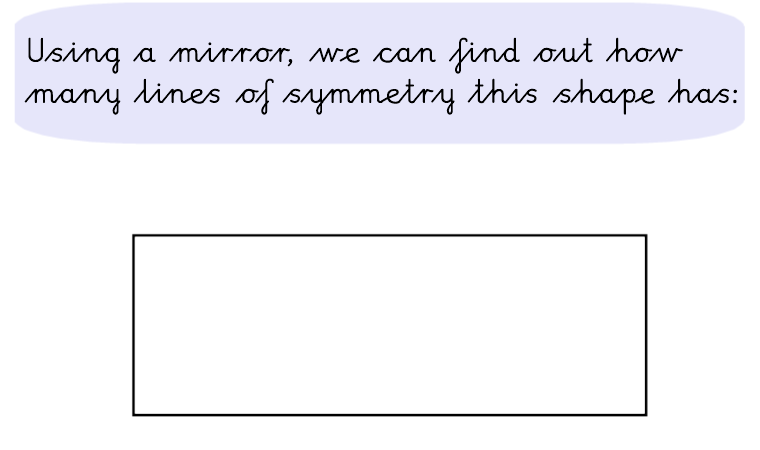 Using a mirror, we can find out how
many lines of symmetry this shape has: